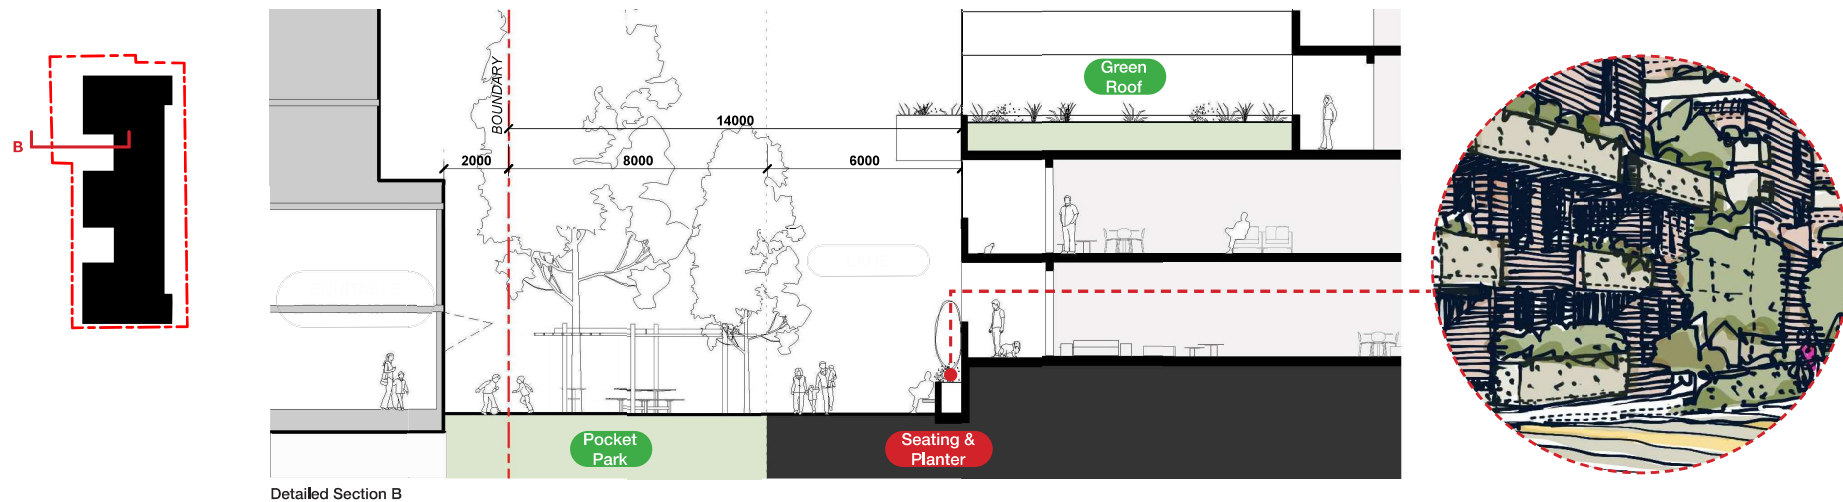 B
BOUNDARY
Green
Roof
14000
2000
8000
6000
Pocket
Park
Seating &
Planter
Detailed Section B